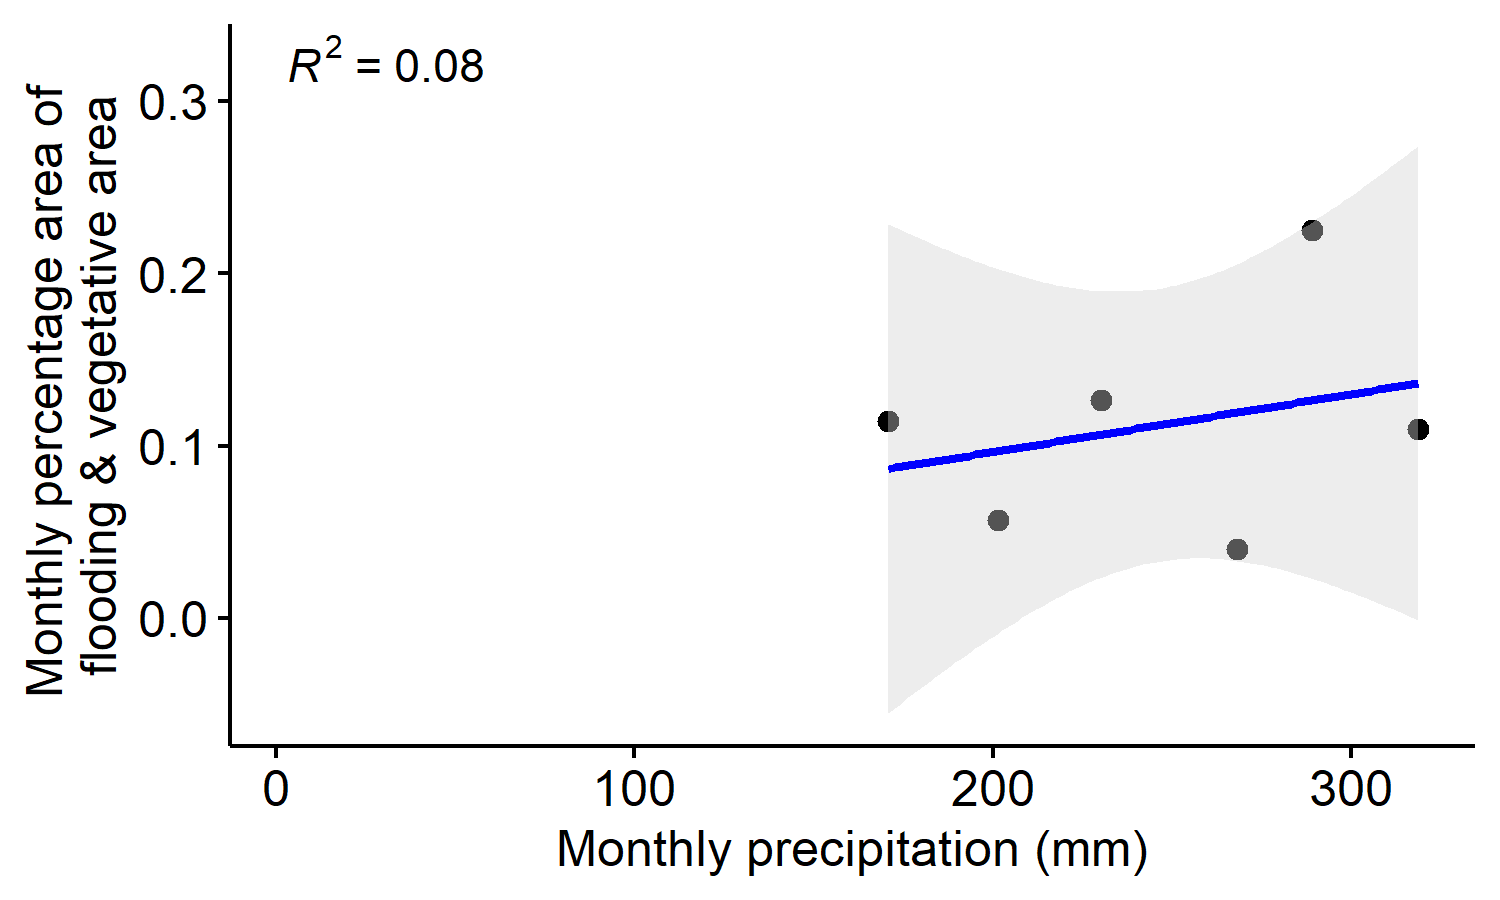 R² = 0.08
Monthly percentage area of
flooding & vegetative area
0.3
0.2
0.1
0.0
0 100 200 300
Monthly precipitation (mm)